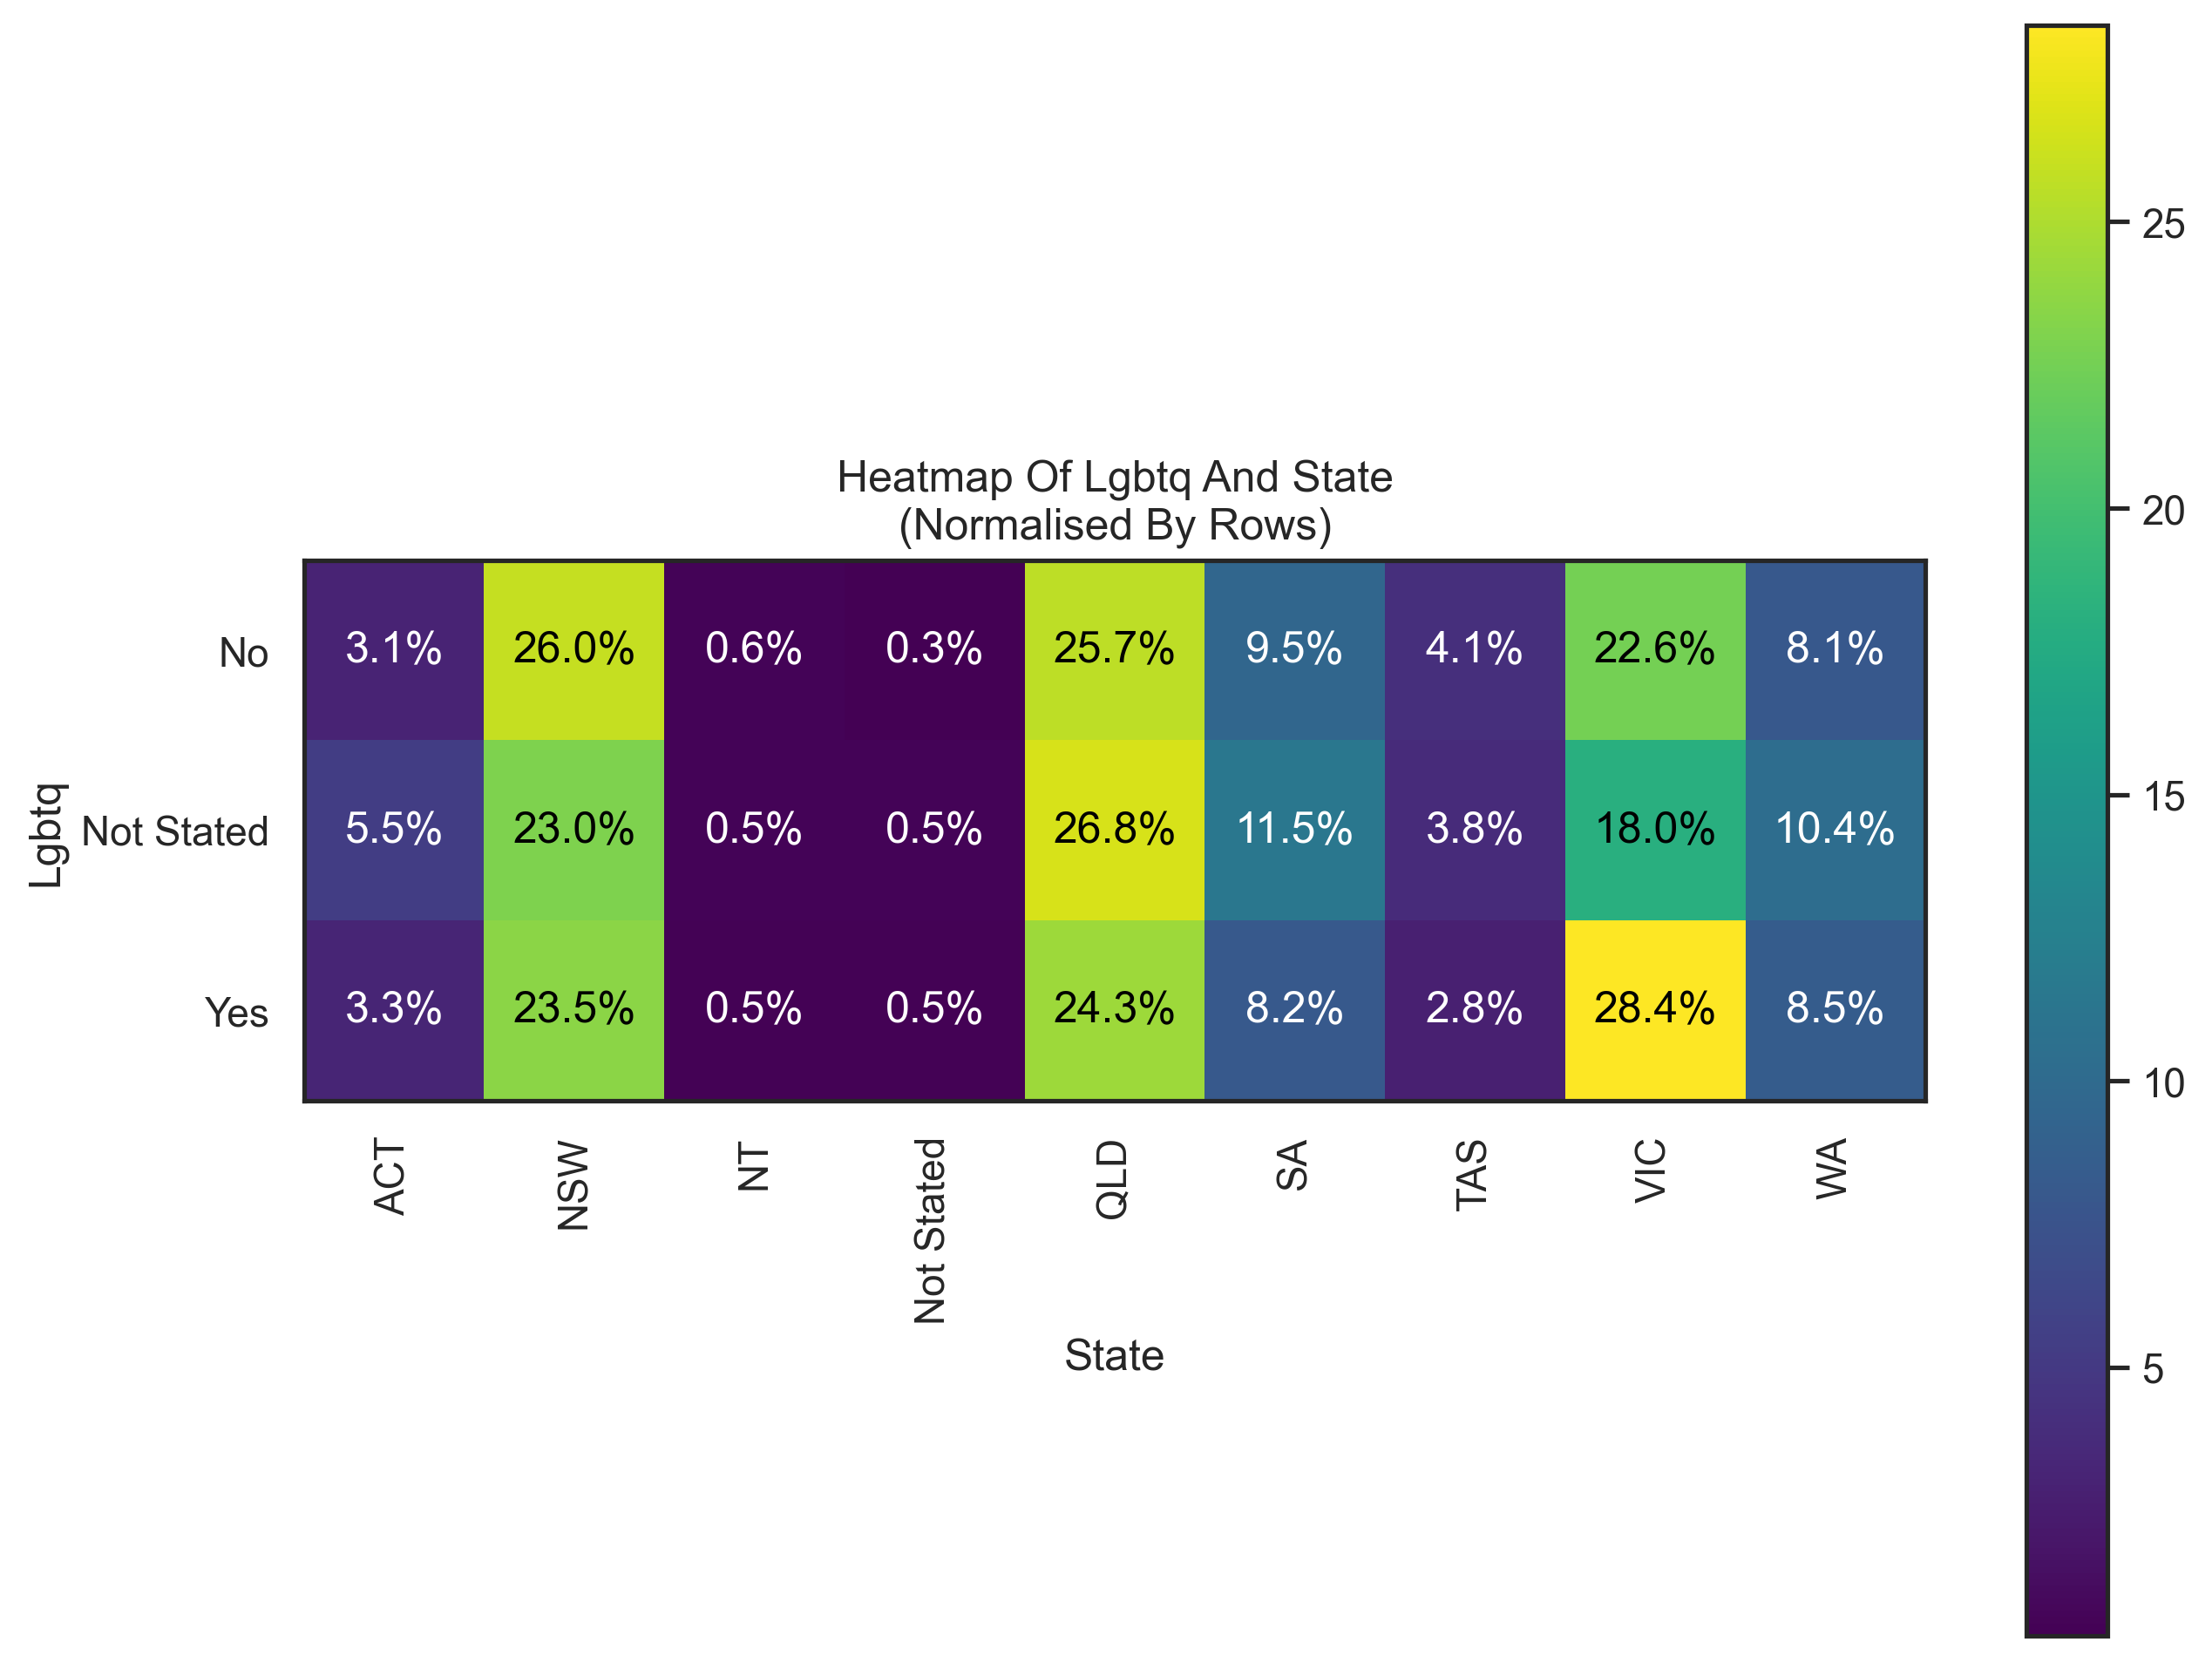 Heatmap Of Lgbtq And State
(Normalised By Rows)
Lgbtq
No
3.1% 26.0% 0.6% 0.3% 25.7% 9.5% 4.1% 22.6% 8.1%
Not Stated
5.5% 23.0% 0.5% 0.5% 26.8% 11.5% 3.8% 18.0% 10.4%
Yes
3.3% 23.5% 0.5% 0.5% 24.3% 8.2% 2.8% 28.4% 8.5%
ACT
NSW
NT
Not Stated
QLD
SA
TAS
VIC
WA
State
25
20
15
10
5